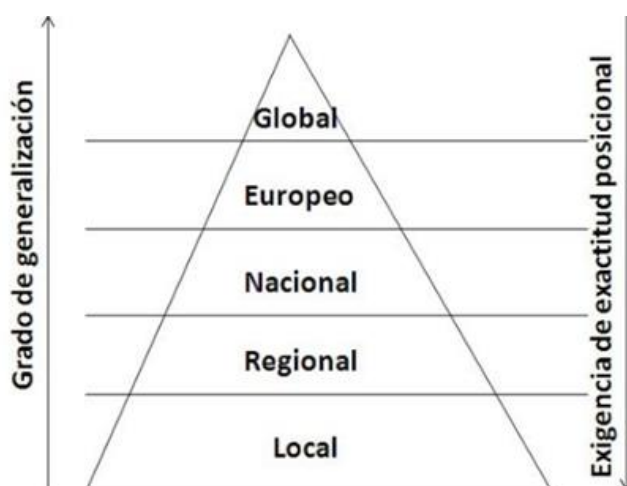 Grado de generalización
Global
Europeo
Nacional
Regional
Local
Exigencia de exactitud posicional